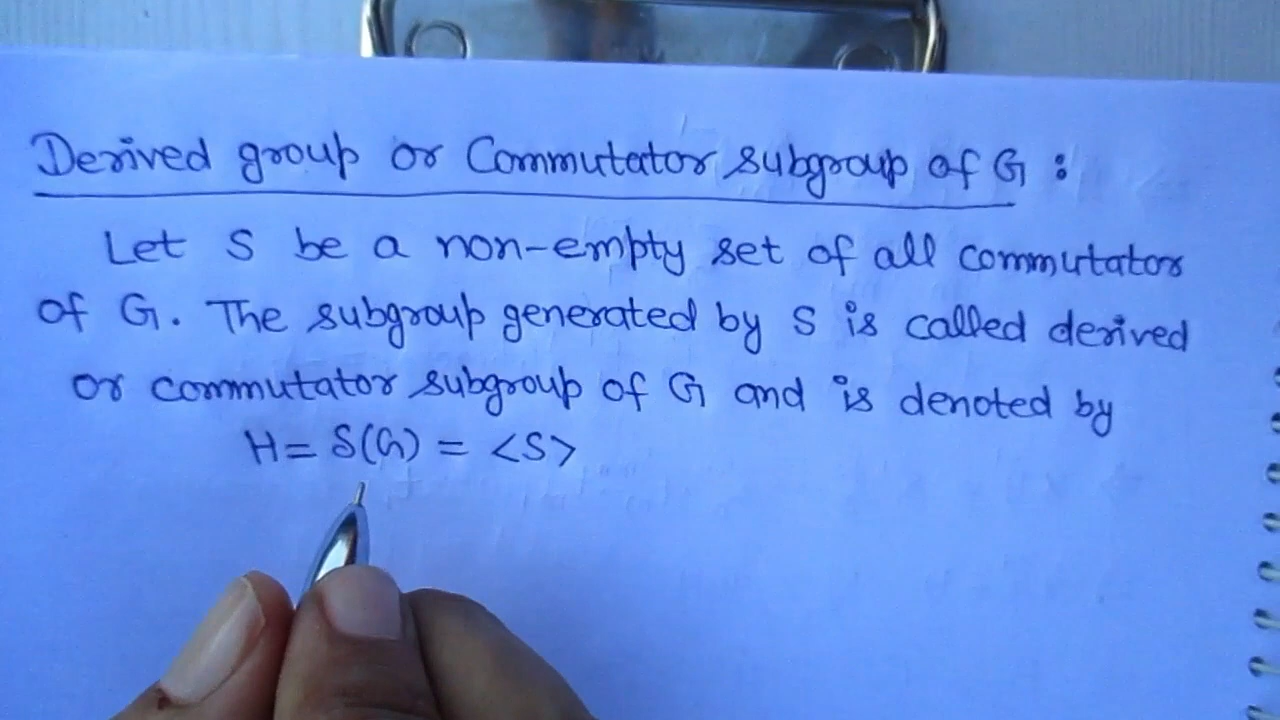 Derived group or Commutator subgroup of G :
Let S be a non-empty set of all commutator
of G. The subgroup generated by S is called derived
or commutator subgroup of G and is denoted by
H = S(G) = <S>